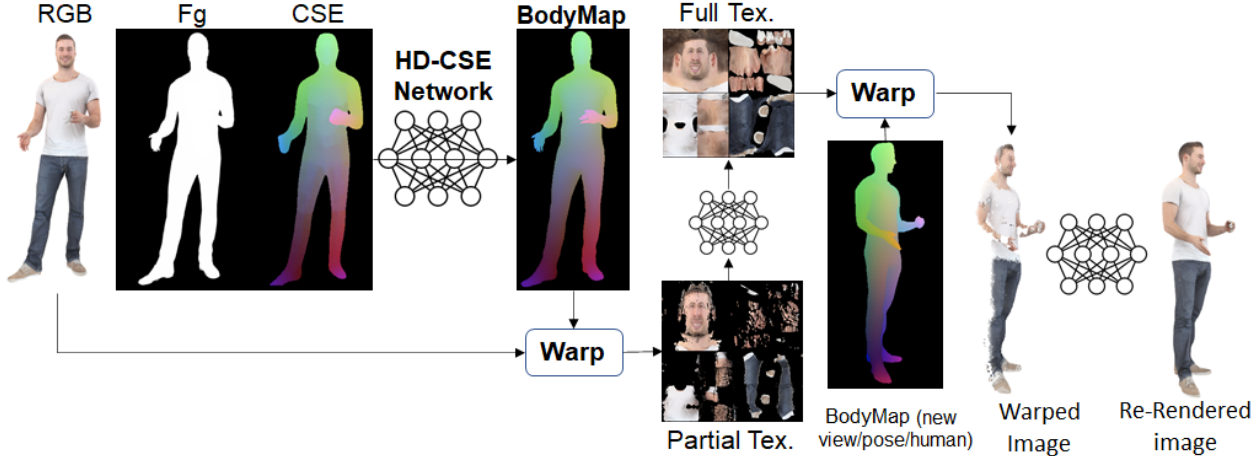 RGB
Fg
CSE
HD-CSE
Network
BodyMap
Full Tex.
Warp
Warp
Partial Tex.
BodyMap (new
view/pose/human)
Warped
Image
Re-Rendered
image